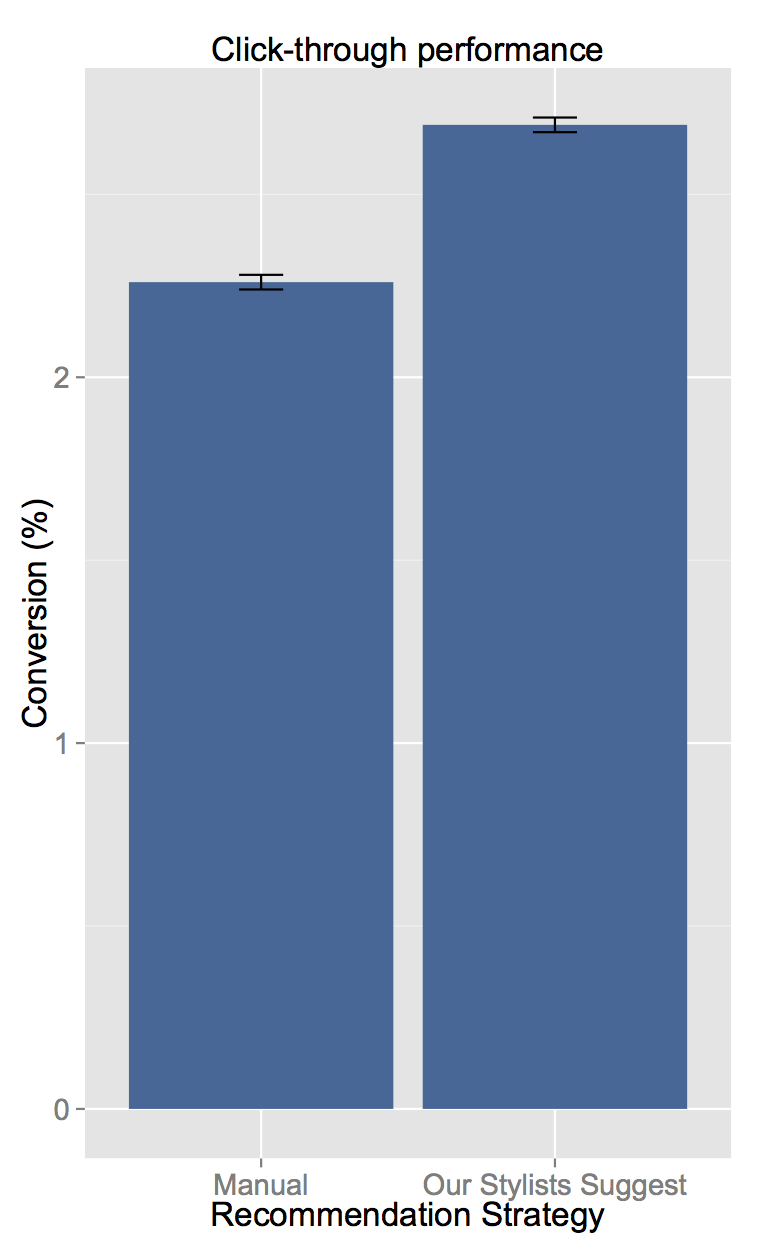 Click-through performance
Conversion (%)
2
1
0
Manual
Our Stylists Suggest
Recommendation Strategy